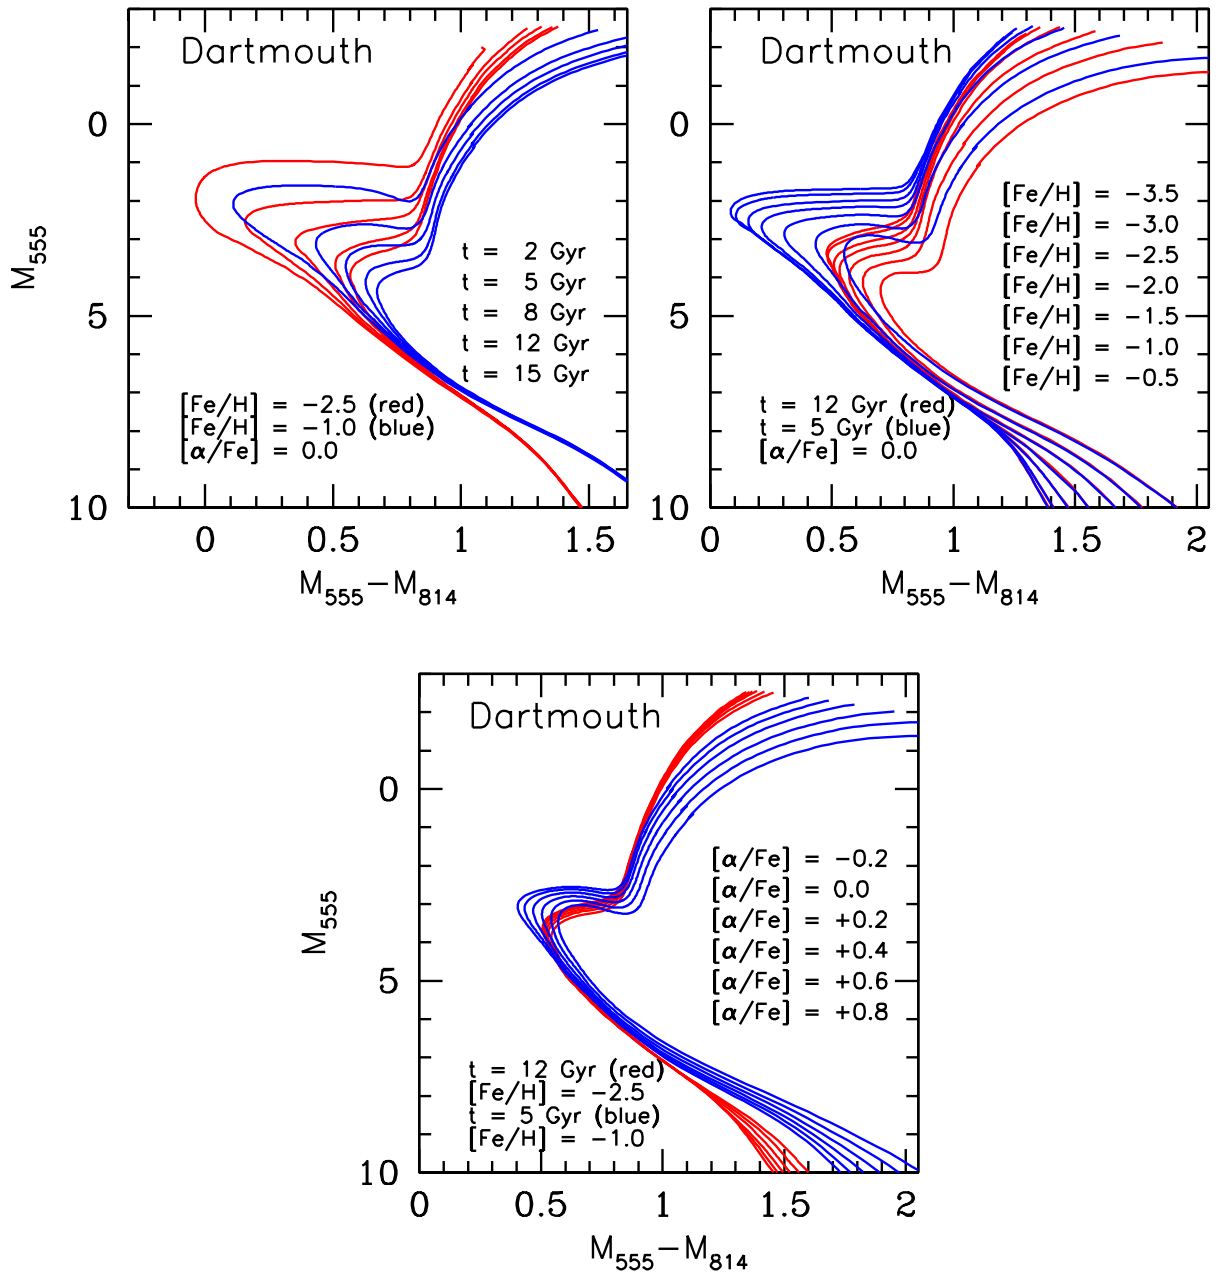 Dartmouth
0
5
10
M555
t = 2 Gyr
t = 5 Gyr
t = 8 Gyr
t = 12 Gyr
t = 15 Gyr
[Fe/H] = −2.5 (red)
[Fe/H] = −1.0 (blue)
[α/Fe] = 0.0
0 0.5 1 1.5
M555−M814
Dartmouth
0
5
10
[Fe/H] = −3.5
[Fe/H] = −3.0
[Fe/H] = −2.5
[Fe/H] = −2.0
[Fe/H] = −1.5
[Fe/H] = −1.0
[Fe/H] = −0.5
t = 12 Gyr (red)
t = 5 Gyr (blue)
[α/Fe] = 0.0
0 0.5 1 1.5 2
M555−M814
Dartmouth
0
5
10
M555
[α/Fe] = −0.2
[α/Fe] = 0.0
[α/Fe] = +0.2
[α/Fe] = +0.4
[α/Fe] = +0.6
[α/Fe] = +0.8
t = 12 Gyr (red)
[Fe/H] = −2.5
t = 5 Gyr (blue)
[Fe/H] = −1.0
0 0.5 1 1.5 2
M555−M814